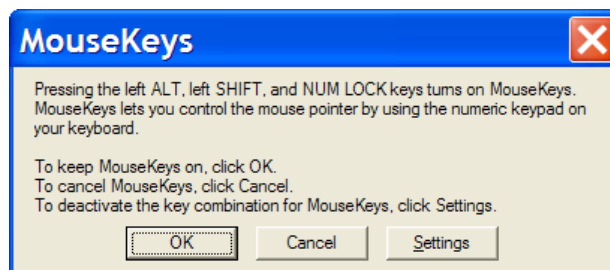 MouseKeys
Pressing the left ALT, left SHIFT, and NUM LOCK keys turns on MouseKeys.
MouseKeys lets you control the mouse pointer by using the numeric keypad on
your keyboard.
To keep MouseKeys on, click OK.
To cancel MouseKeys, click Cancel.
To deactivate the key combination for MouseKeys, click Settings.
OK Cancel Settings